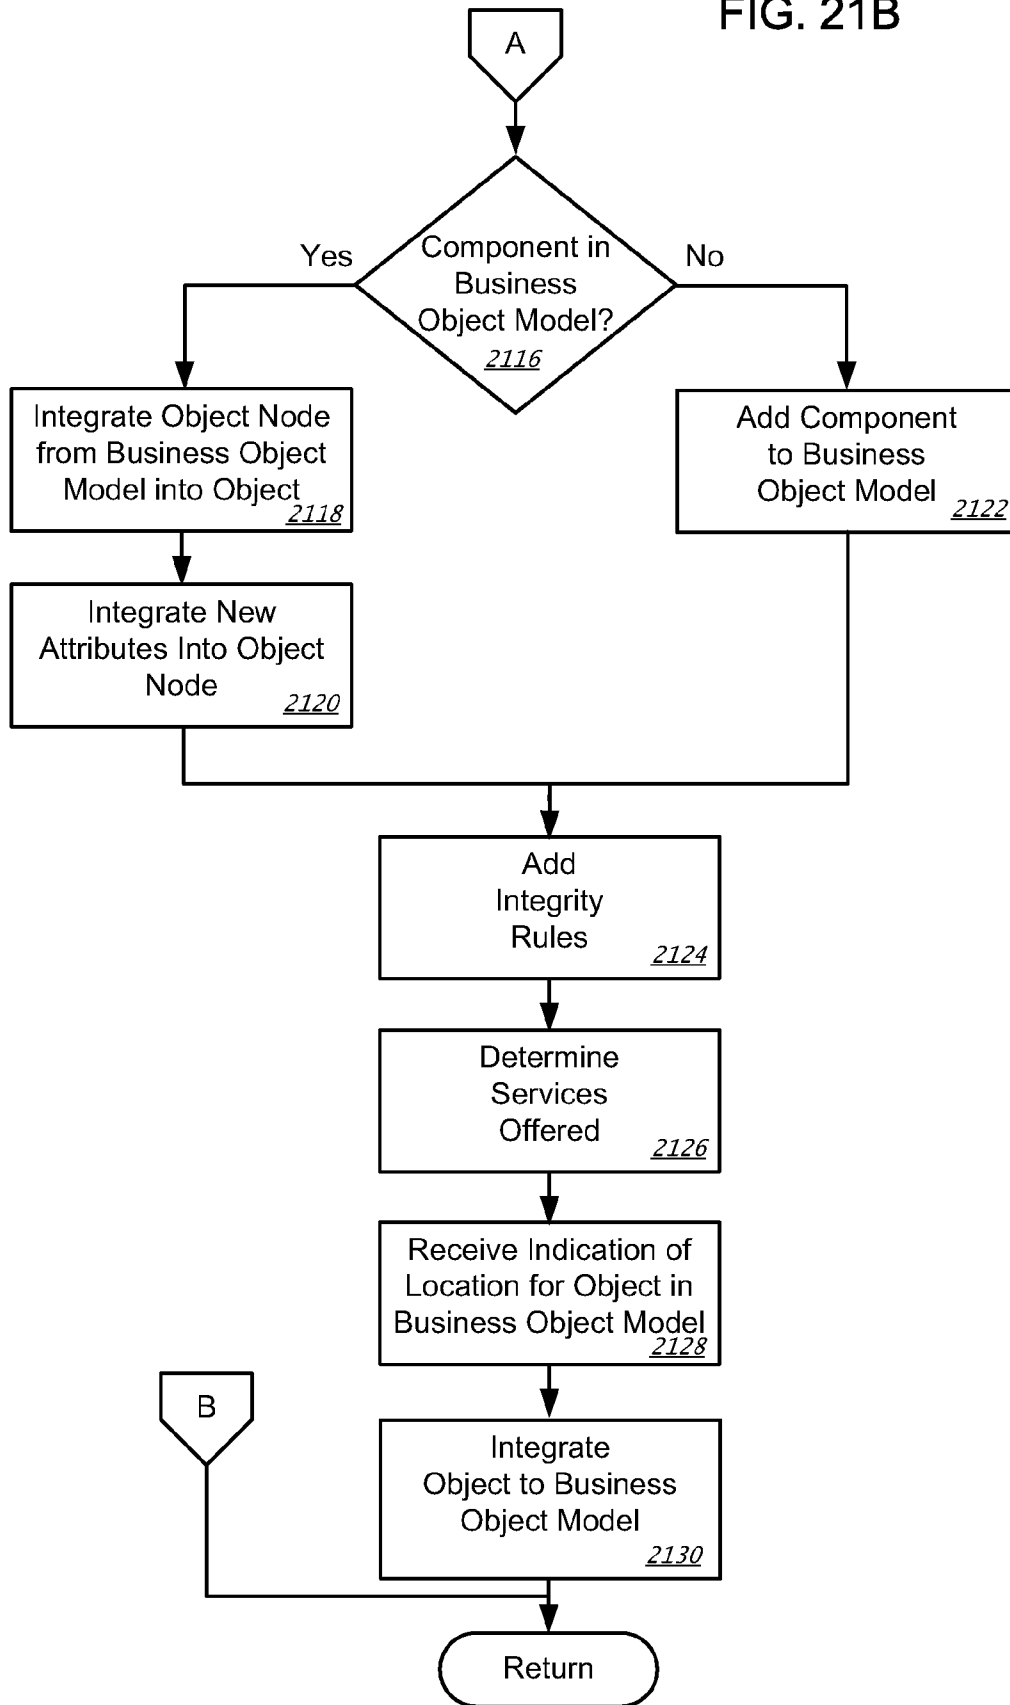 FIG. 21B
A
Yes
Component in
Business
Object Model?
2116
No
Integrate Object Node
from Business Object
Model into Object
2118
Add Component
to Business
Object Model
2122
Integrate New
Attributes Into Object
Node
2120
Add
Integrity
Rules
2124
Determine
Services
Offered
2126
Receive Indication of
Location for Object in
Business Object Model
2128
B
Integrate
Object to Business
Object Model
2130
Return